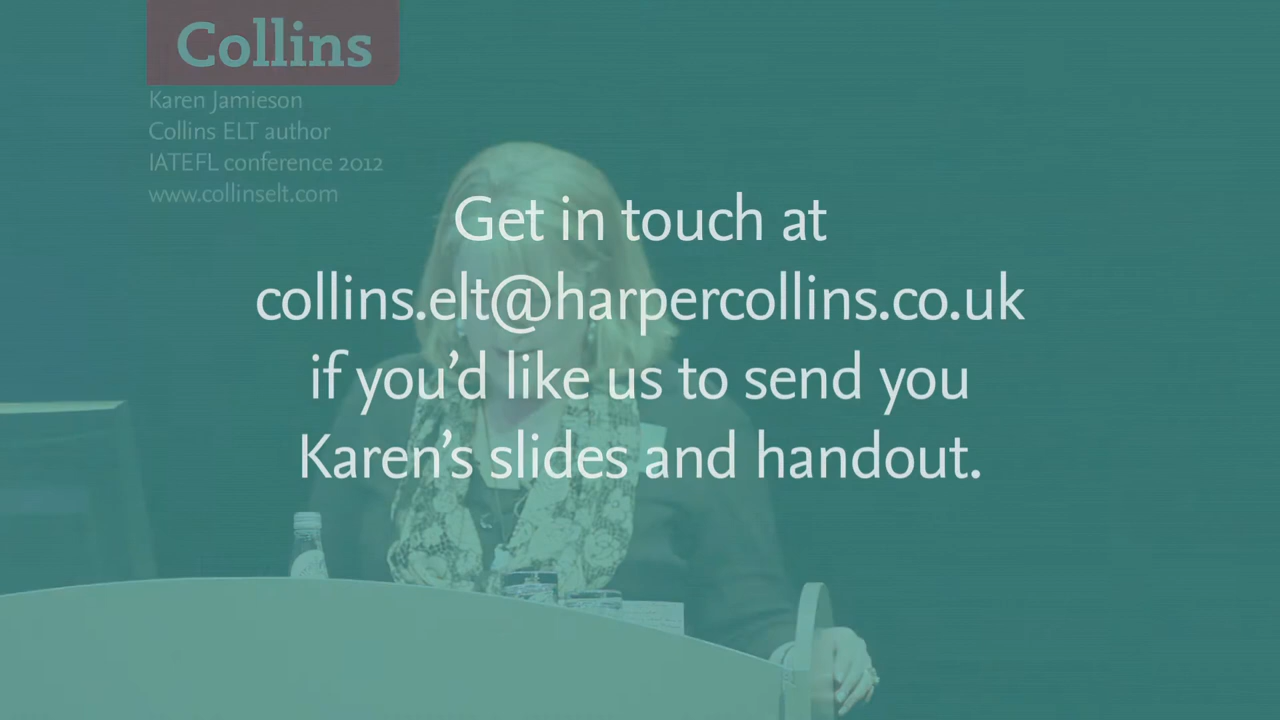 Collins
Karen Jamieson
Collins ELT author
IATEFL conference 2012
www.collinselt.com
Get in touch at
collins.elt@harpercollins.co.uk
if you’d like us to send you
Karen’s slides and handout.